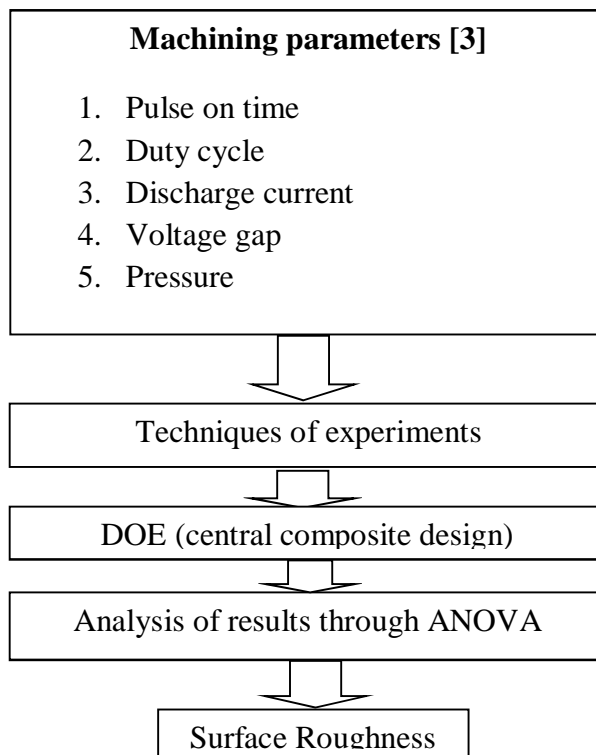 Machining parameters [3]
1. Pulse on time
2. Duty cycle
3. Discharge current
4. Voltage gap
5. Pressure
Techniques of experiments
DOE (central composite design)
Analysis of results through ANOVA
Surface Roughness